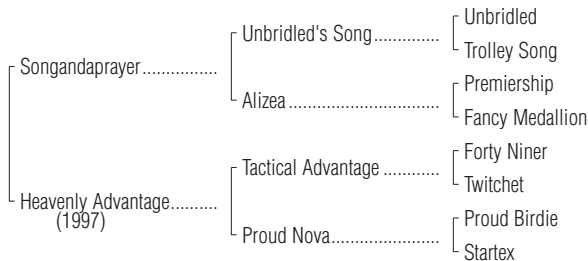 Unbridled
Unbridled's Song..............
Trolley Song
Songandaprayer................
Premiership
Alizea................................
Fancy Medallion
Forty Niner
Tactical Advantage ............
Twitchet
Heavenly Advantage..........
(1997)
Proud Birdie
Proud Nova.......................
Startex